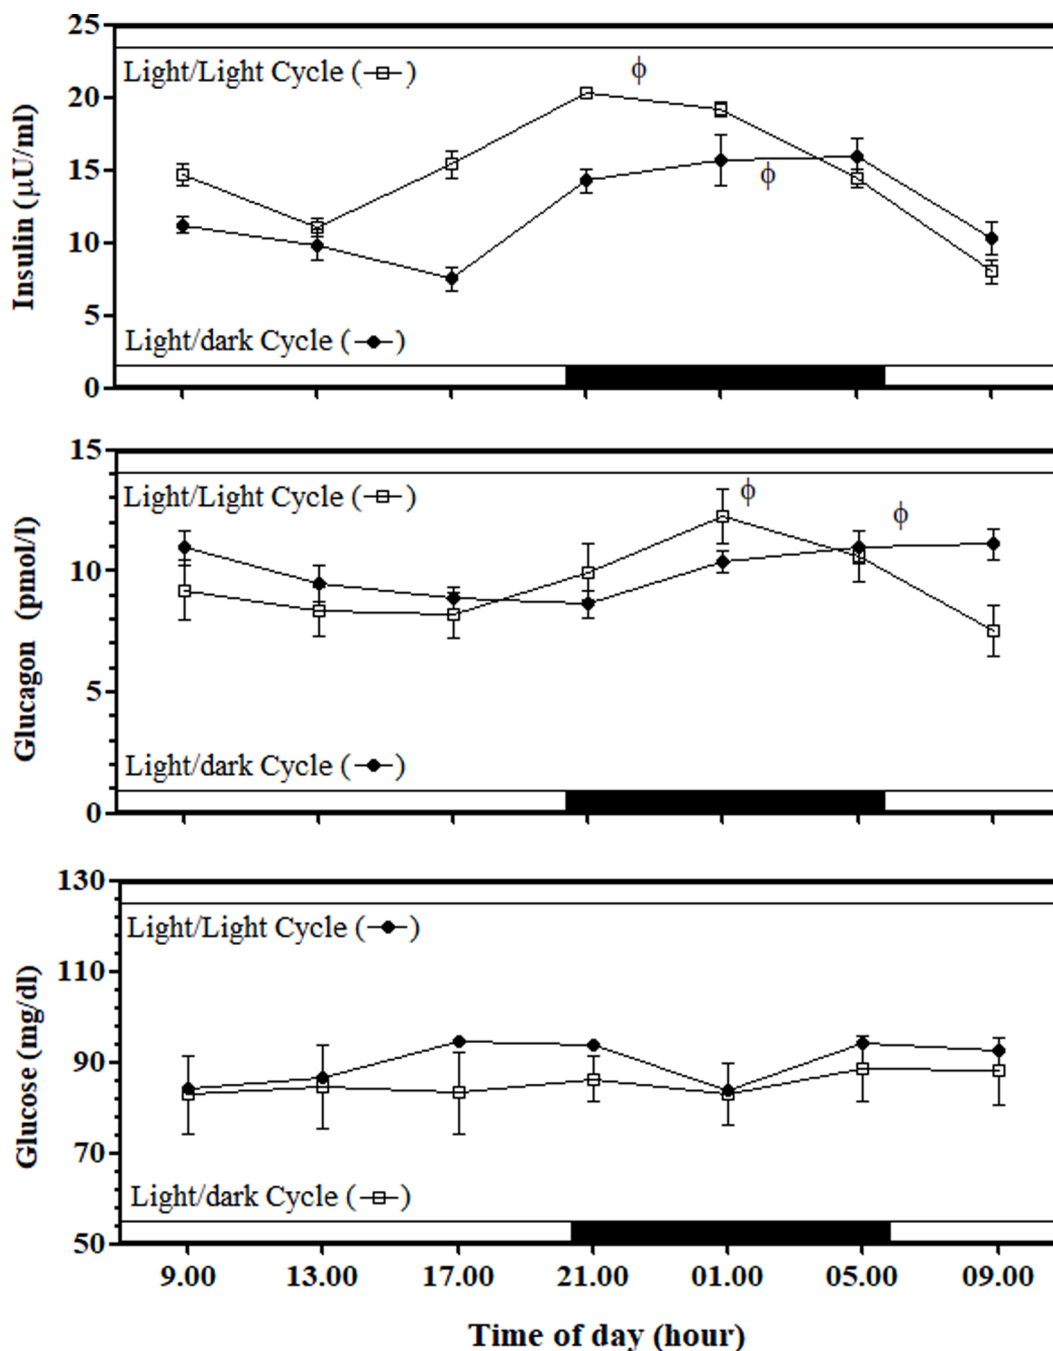 25
Light/Light Cycle ( )
ϕ
20
15
ϕ
10
5
Light/dark Cycle ( )
0
Insulin (µU/ml)
15
Light/Light Cycle ( )
ϕ
ϕ
10
5
Light/dark Cycle ( )
0
Glucagon (pmol/l)
130
Light/Light Cycle ( )
110
90
70
Light/dark Cycle ( )
50
Glucose (mg/dl)
9.00 13.00 17.00 21.00 01.00 05.00 09.00
Time of day (hour)